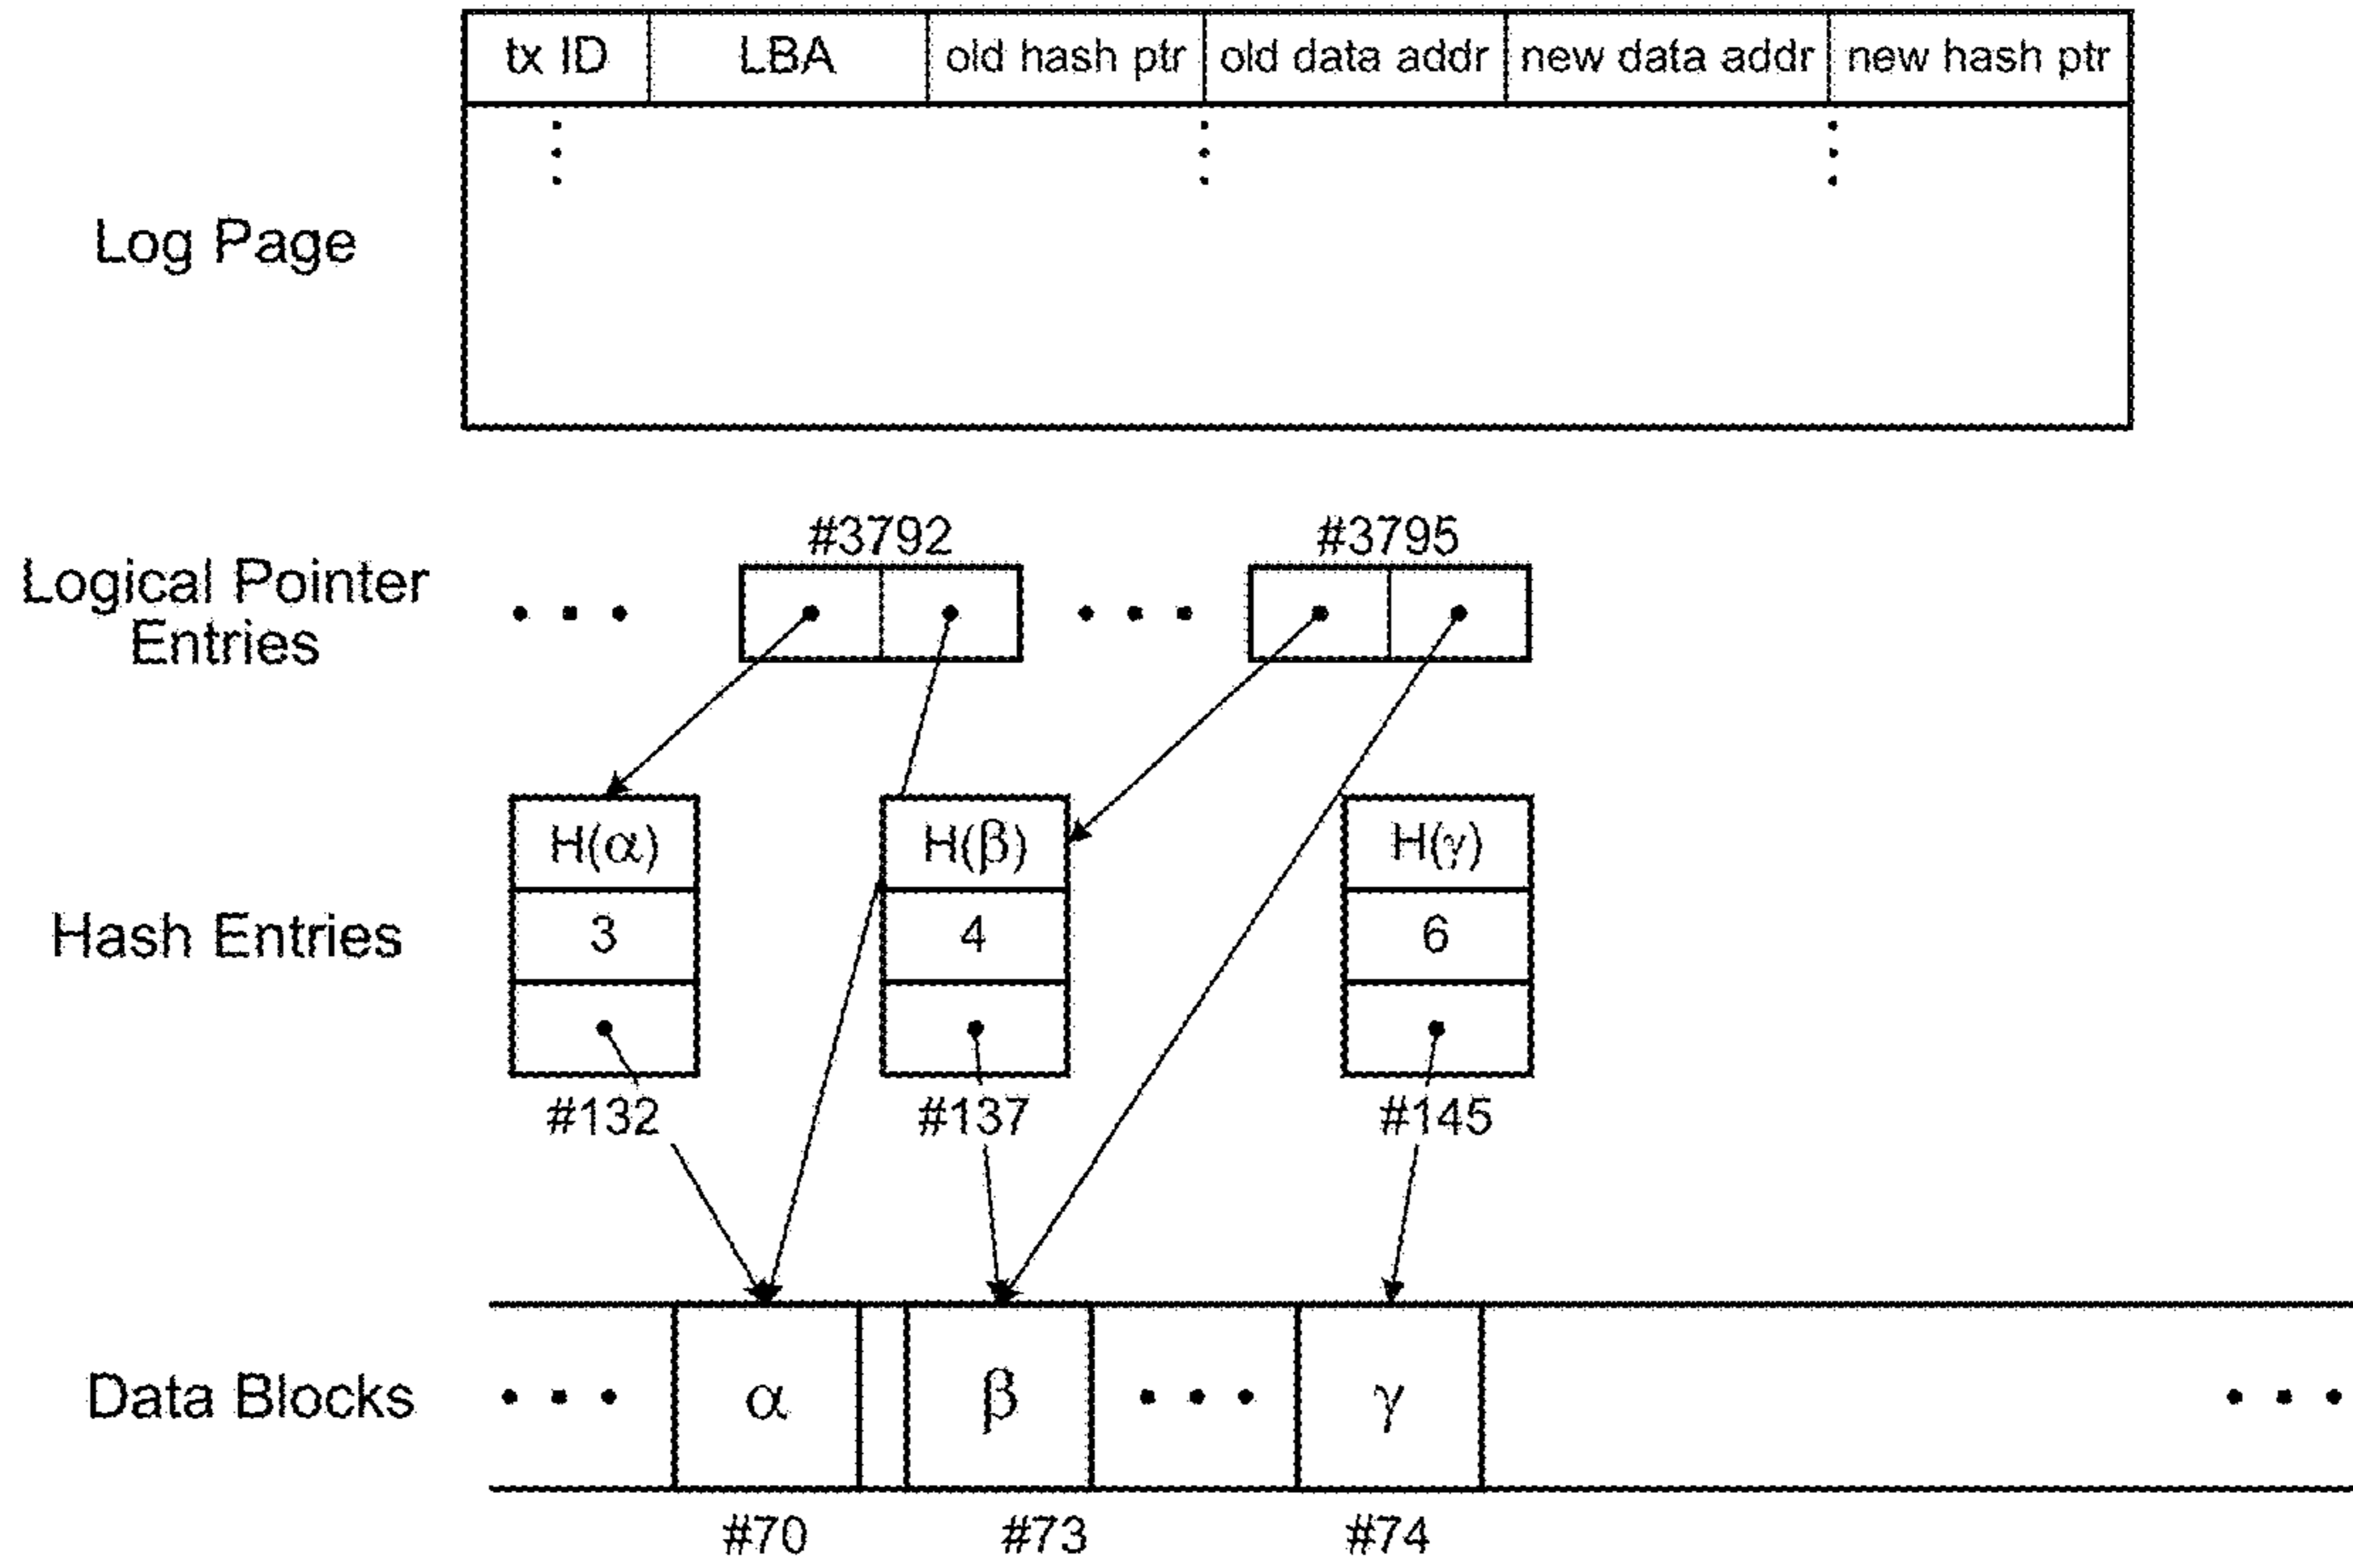 tx ID LBA old hash ptr old data addr new data addr new hash ptr
Log Page
#3792 #3795
Logical Pointer
Entries
H(α) H(β) H(γ)
Hash Entries 3 4 6
#132 #137 #145
Data Blocks α β γ
#70 #73 #74